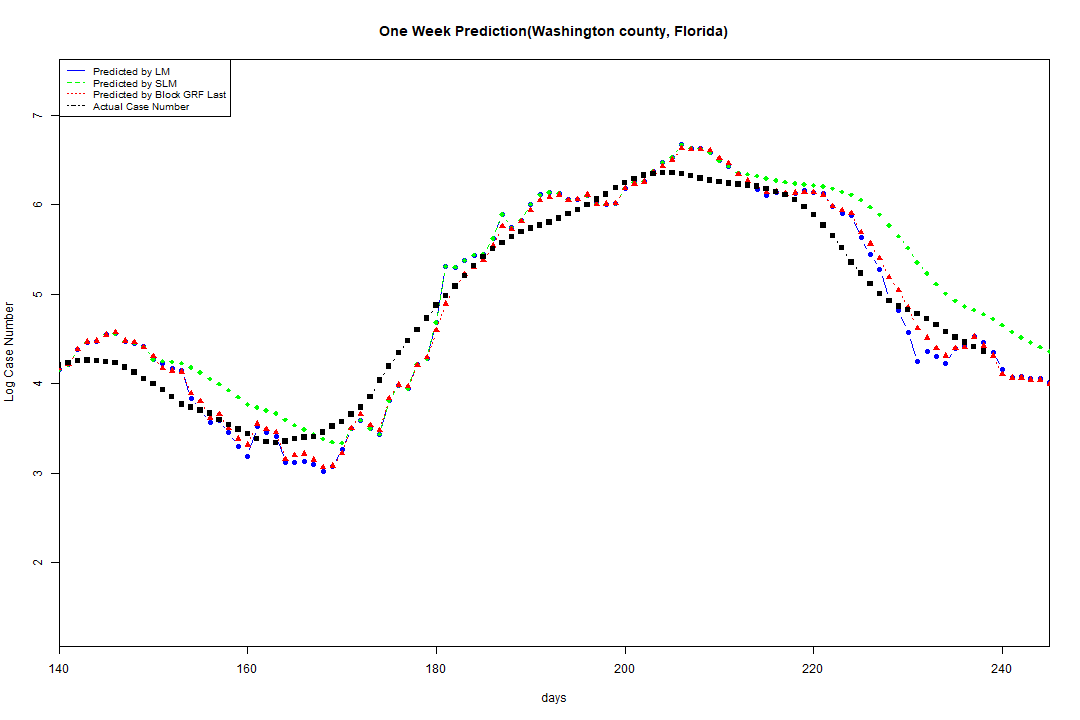 One Week Prediction(Washington county, Florida)
Predicted by LM
Predicted by SLM
Predicted by Block GRF Last
Actual Case Number
7
6
5
4
3
2
Log Case Number
140 160 180 200 220 240
days